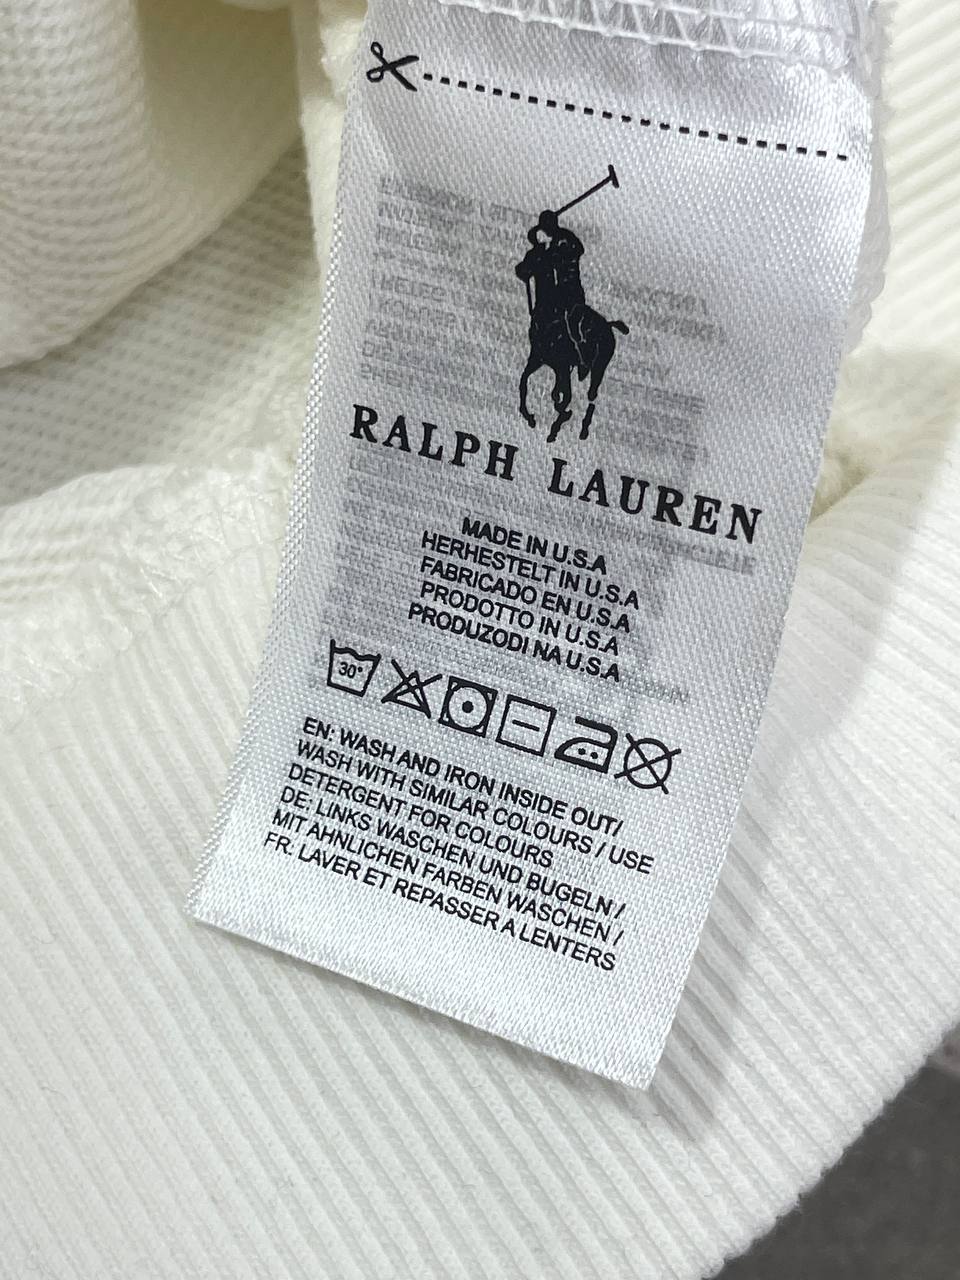 RALPH LAUREN
MADE IN U.S.A
HERHESTELT IN U.S.A
FABRICADO EN U.S.A
PRODOTTO IN U.S.A
PRODUZODI NA U.S.A
30°
EN: WASH AND IRON INSIDE OUT/
WASH WITH SIMILAR COLOURS / USE
DETERGENT FOR COLOURS
DE: LINKS WASCHEN UND BUGELN /
MIT AHNLICHEN FARBEN WASCHEN /
FR. LAVER ET REPASSER A LENTERS